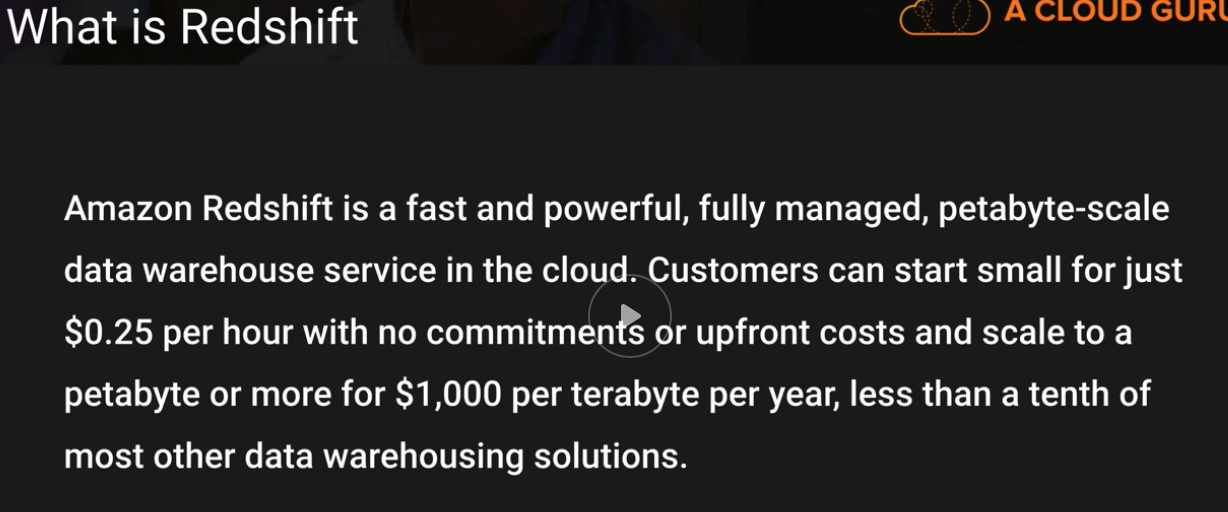 What is Redshift
A CLOUD GURU
Amazon Redshift is a fast and powerful, fully managed, petabyte-scale
data warehouse service in the cloud. Customers can start small for just
$0.25 per hour with no commitments or upfront costs and scale to a
petabyte or more for $1,000 per terabyte per year, less than a tenth of
most other data warehousing solutions.